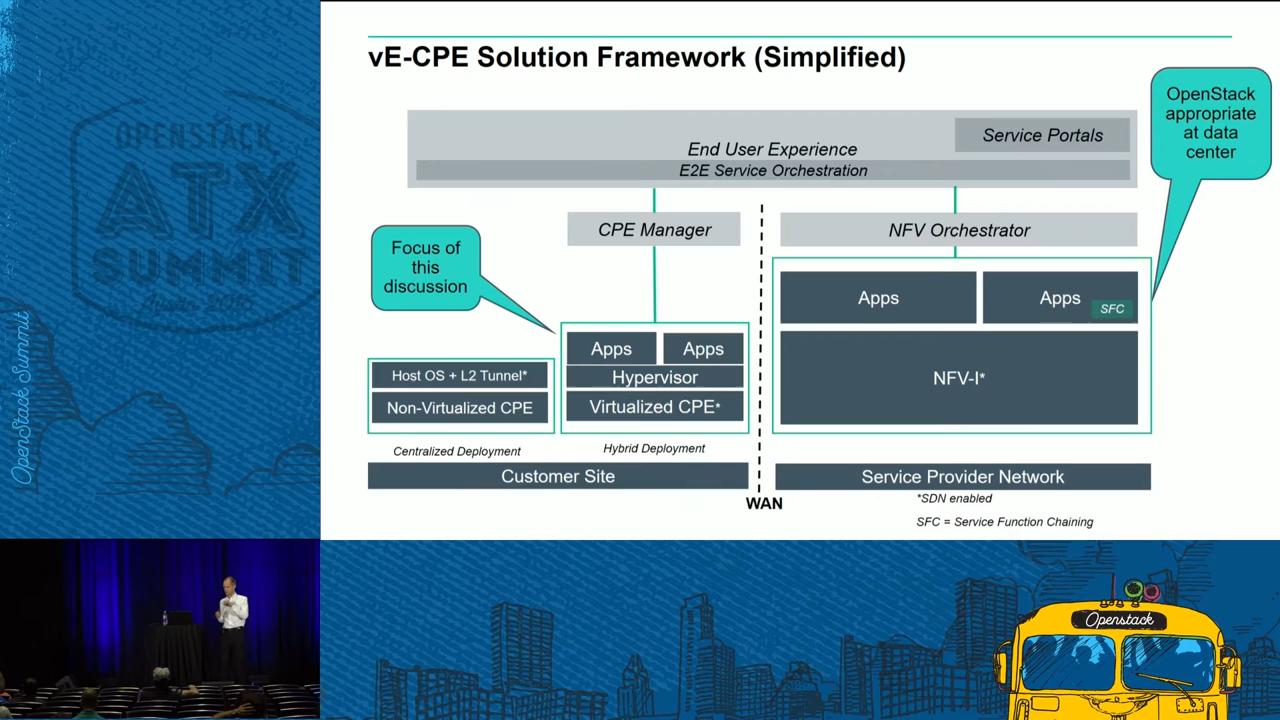 vE-CPE Solution Framework (Simplified)
OpenStack
appropriate
at data
center
Service Portals
End User Experience
E2E Service Orchestration
CPE Manager
NFV Orchestrator
Focus of
this
discussion
Apps
Apps
SFC
Apps
Apps
Host OS + L2 Tunnel*
Hypervisor
NFV-I*
Non-Virtualized CPE
Virtualized CPE*
Centralized Deployment
Hybrid Deployment
Customer Site
Service Provider Network
WAN
*SDN enabled
SFC = Service Function Chaining
OPENSTACK
ATX
SUMMIT
Austin 2016
OpenStack Summit
Openstack